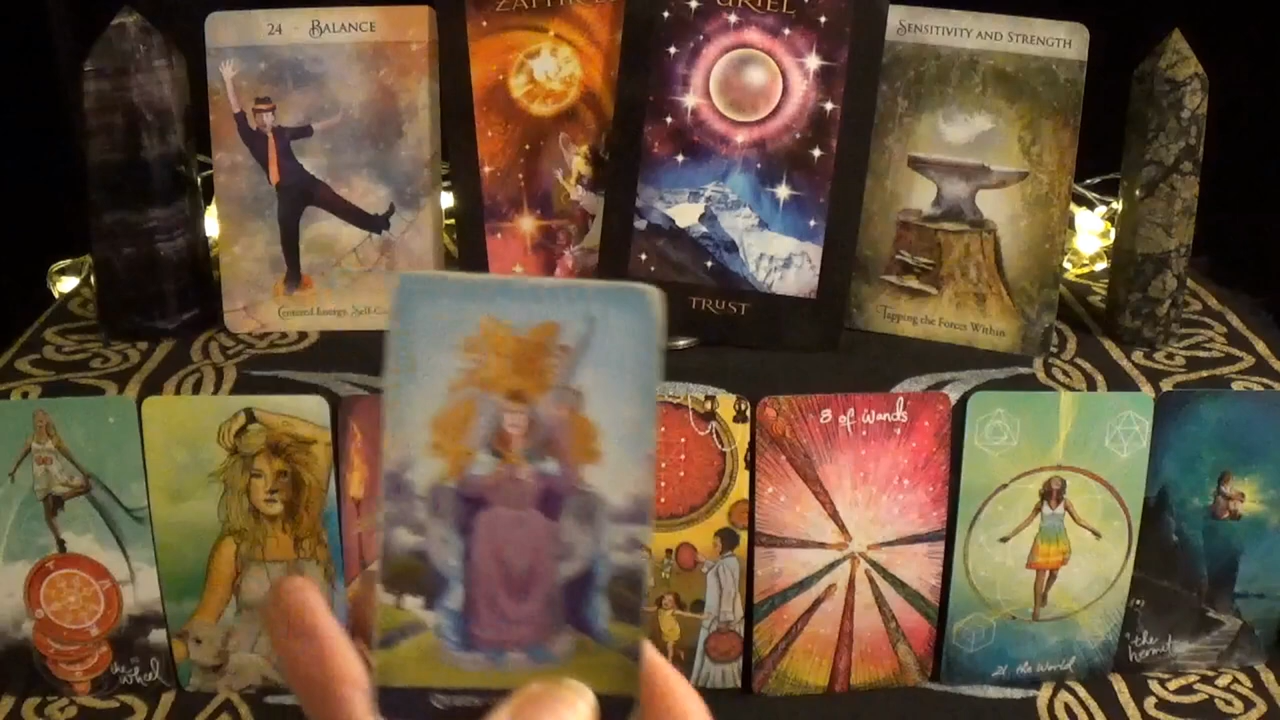 24 - BALANCE
URIEL
SENSITIVITY AND STRENGTH
TRUST
Centered Energy, Self-C
Tapping the Forces Within
8 of wands
the wheel
21. the World
the hermit